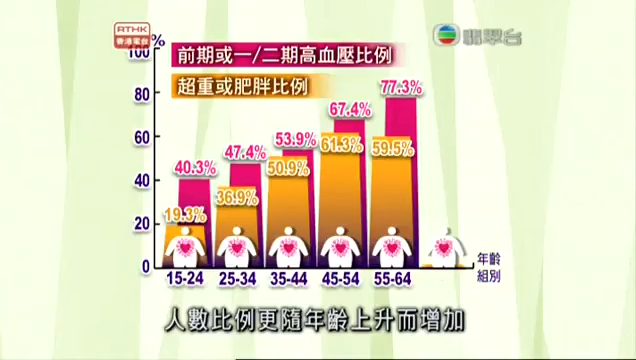 RTHK
香港電台
翡翠台
100%
前期或一/二期高血壓比例
超重或肥胖比例
80
60
40
20
0
40.3%
47.4%
53.9%
67.4%
77.3%
19.3%
36.9%
50.9%
61.3%
59.5%
15-24
25-34
35-44
45-54
55-64
年齡
組別
人數比例更隨年齡上升而增加